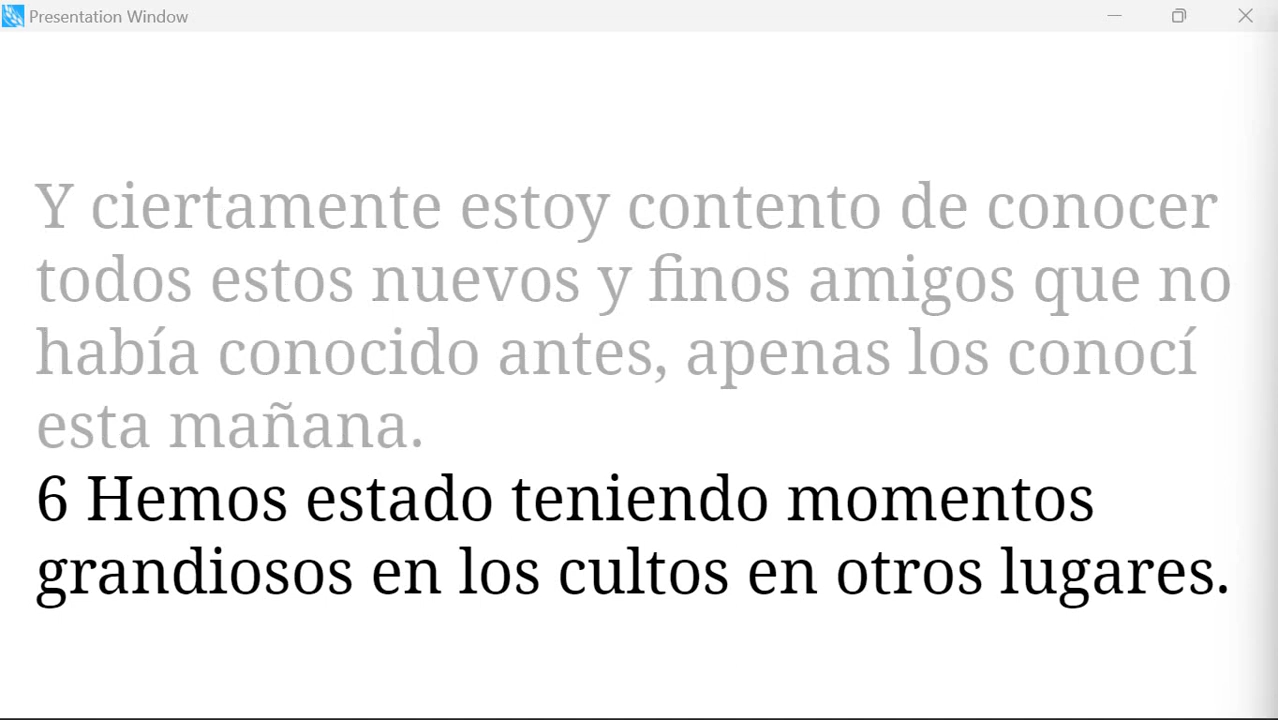 Presentation Window
Y ciertamente estoy contento de conocer
todos estos nuevos y finos amigos que no
había conocido antes, apenas los conocí
esta mañana.
6 Hemos estado teniendo momentos
grandiosos en los cultos en otros lugares.